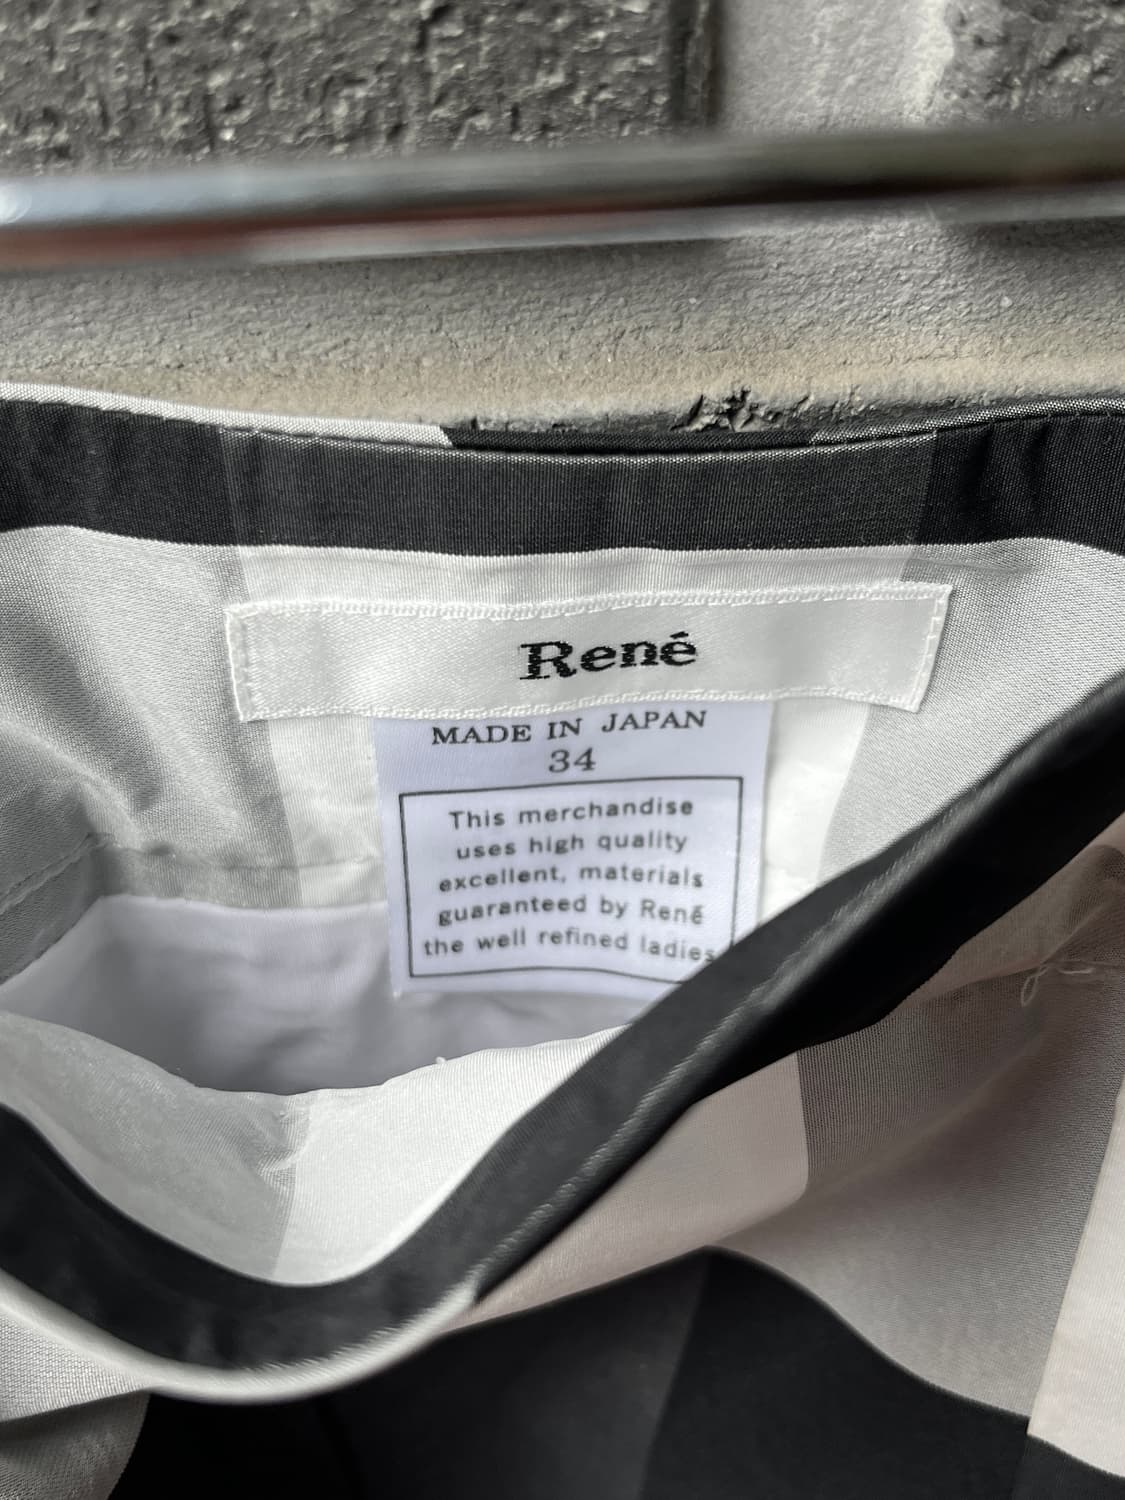 René
MADE IN JAPAN
34
This merchandise
uses high quality
excellent, materials
guaranteed by René
the well refined ladies